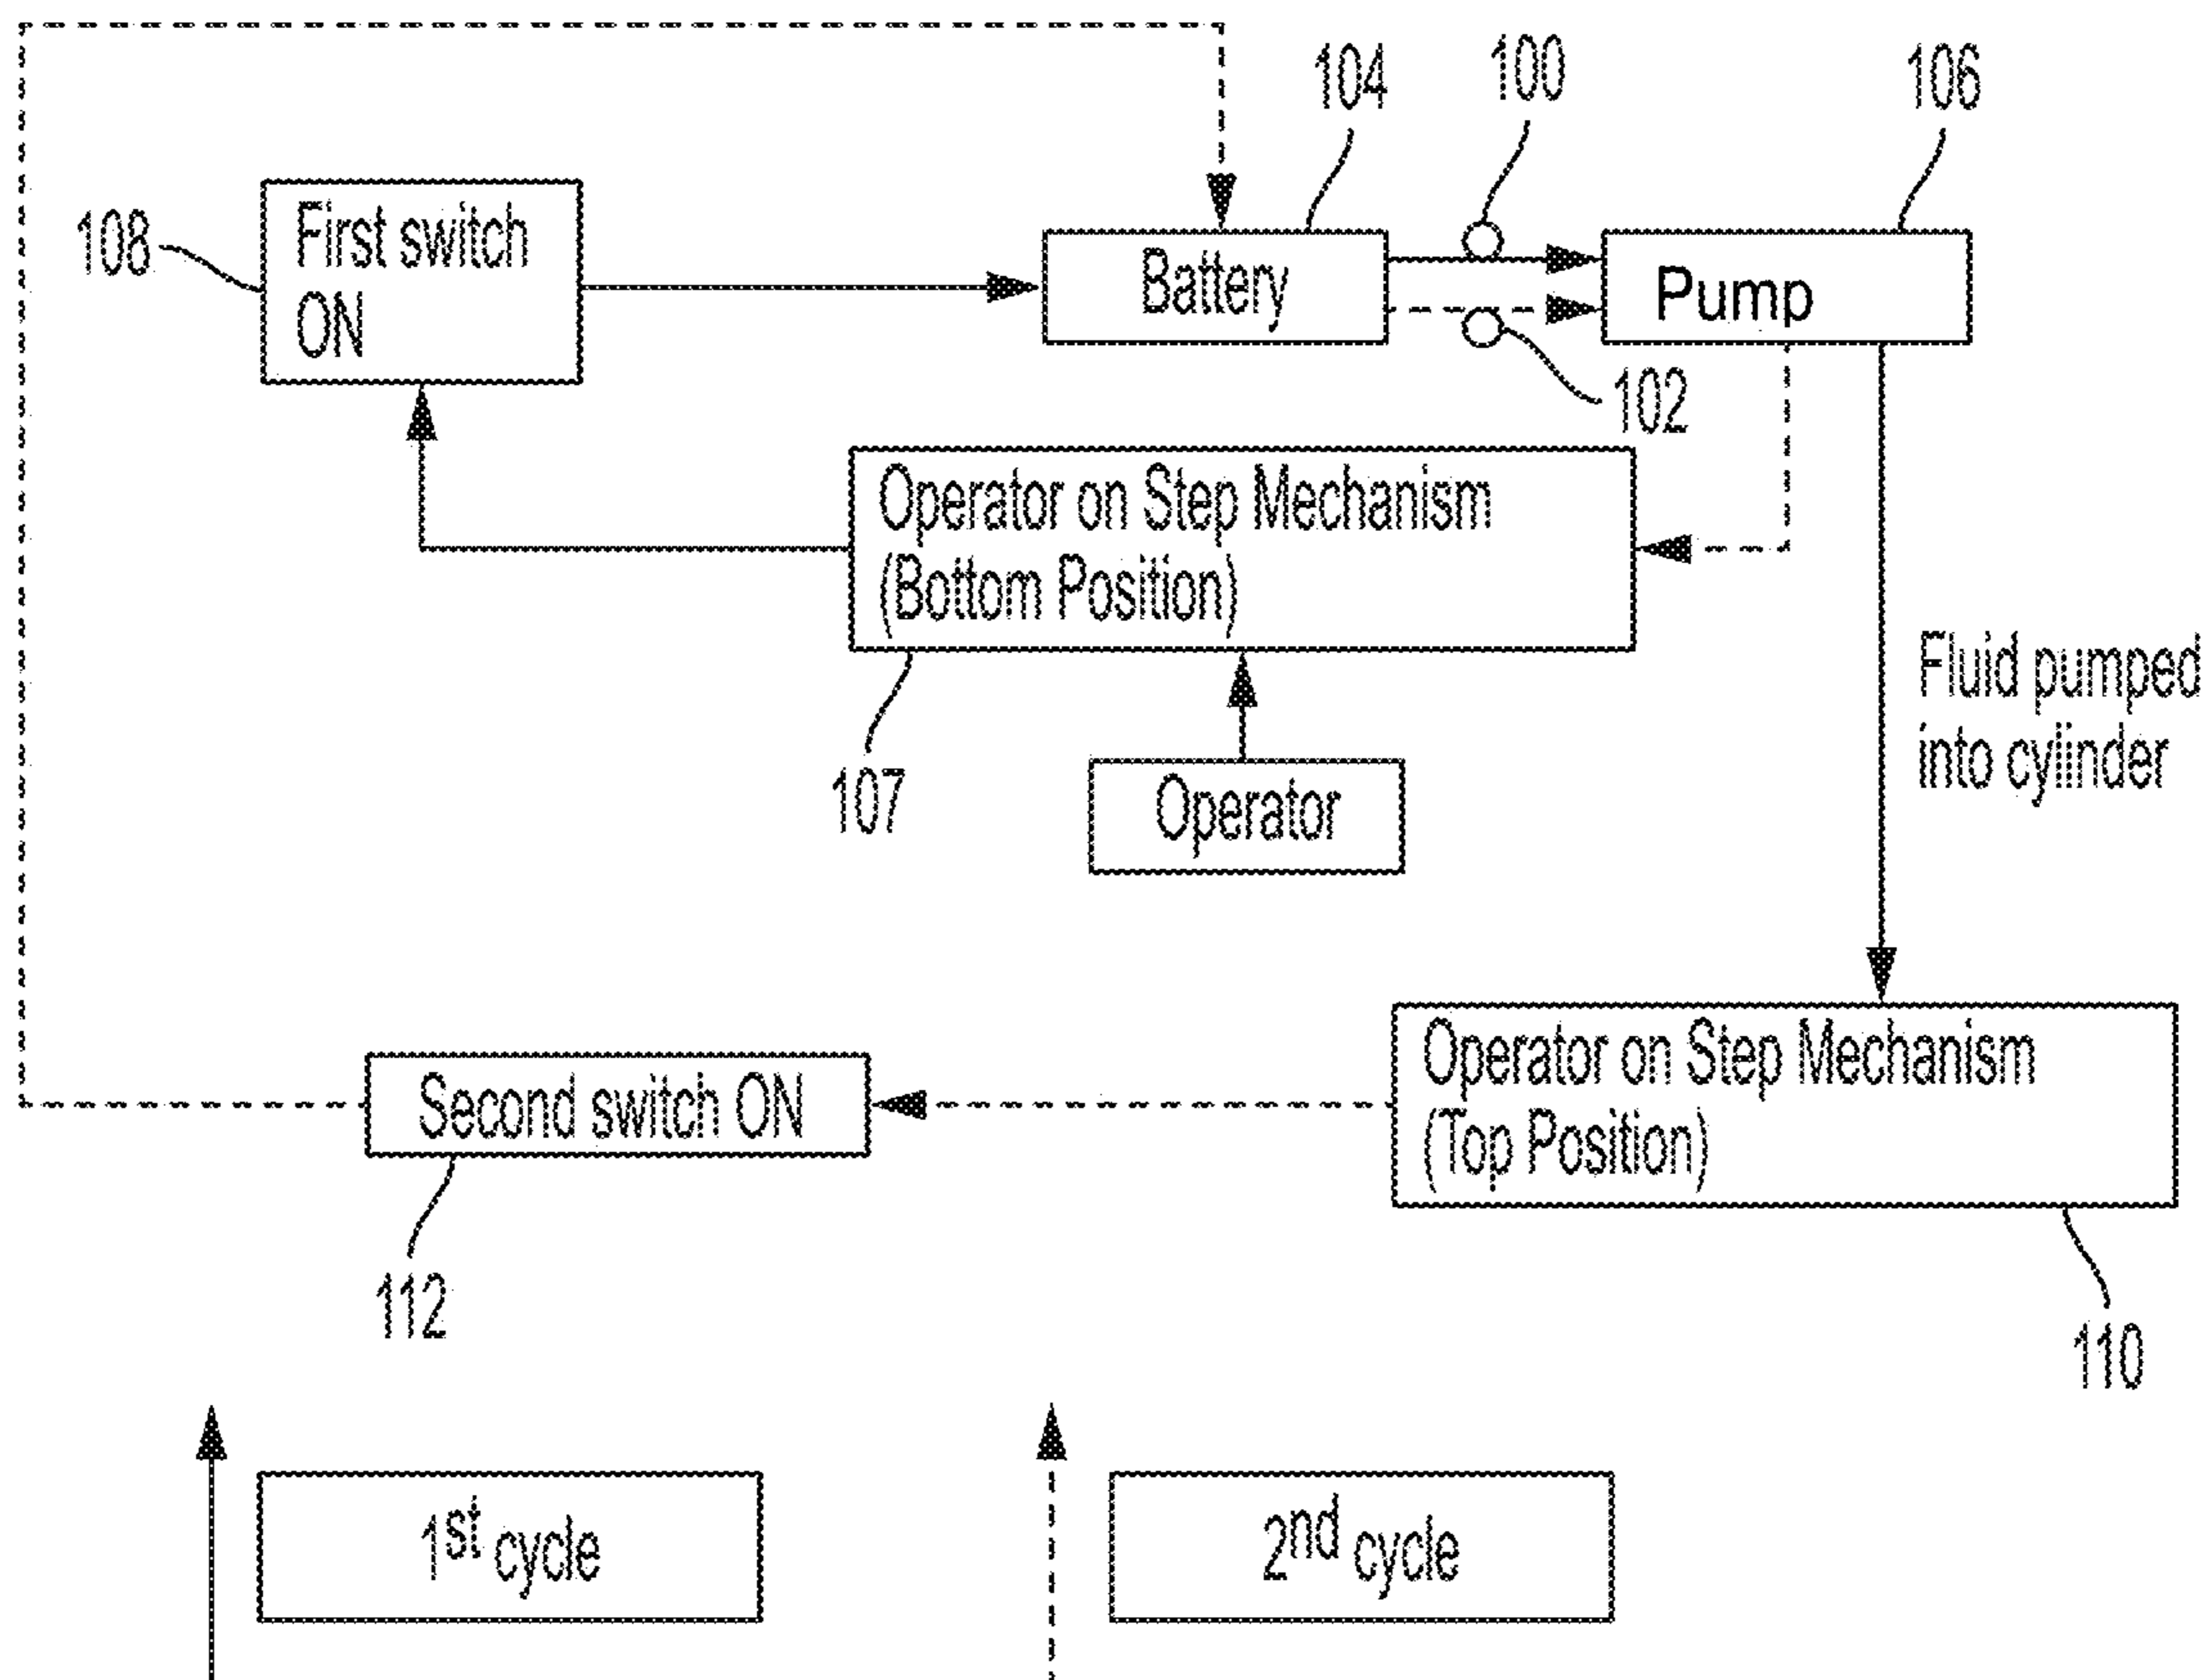 104
100
106
108
First switch
ON
Battery
Pump
102
Operator on Step Mechanism
(Bottom Position)
Fluid pumped
into cylinder
107
Operator
Operator on Step Mechanism
(Top Position)
Second switch ON
112
110
1st cycle
2nd cycle